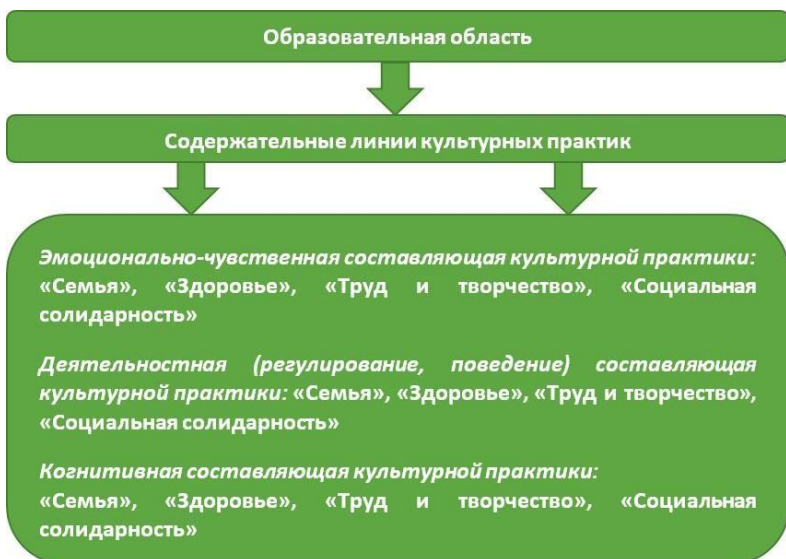 Образовательная область
Содержательные линии культурных практик
Эмоционально-чувственная составляющая культурной практики:
«Семья», «Здоровье», «Труд и творчество», «Социальная
солидарность»
Деятельностная (регулирование, поведение) составляющая
культурной практики: «Семья», «Здоровье», «Труд и творчество»,
«Социальная солидарность»
Когнитивная составляющая культурной практики:
«Семья», «Здоровье», «Труд и творчество», «Социальная
солидарность»